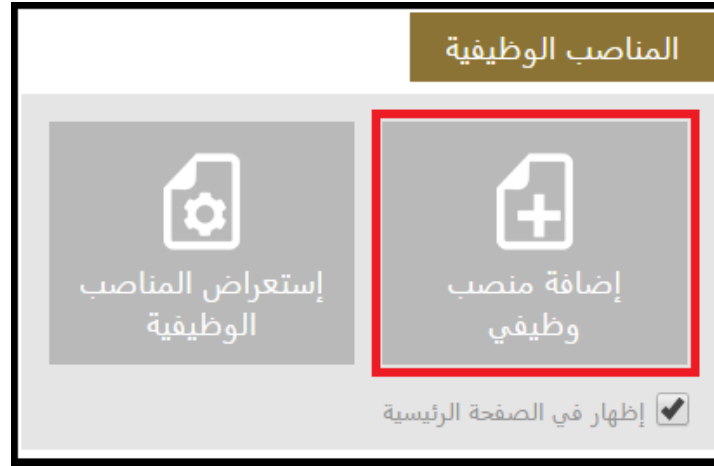 المناصب الوظيفية
إضافة منصب
وظيفي
إستعراض المناصب
الوظيفية
إظهار في الصفحة الرئيسية